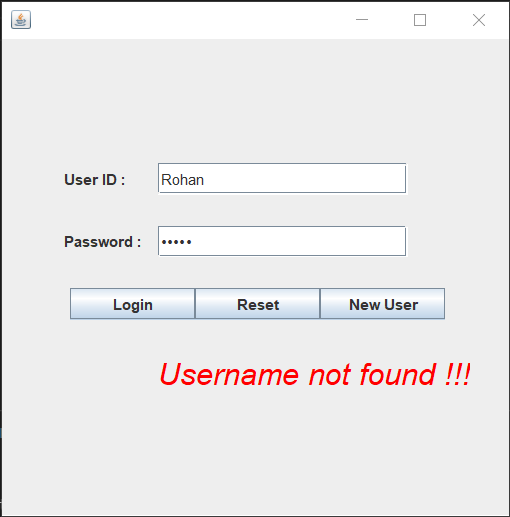 User ID : Rohan
Password : •••••
Login Reset New User
Username not found !!!